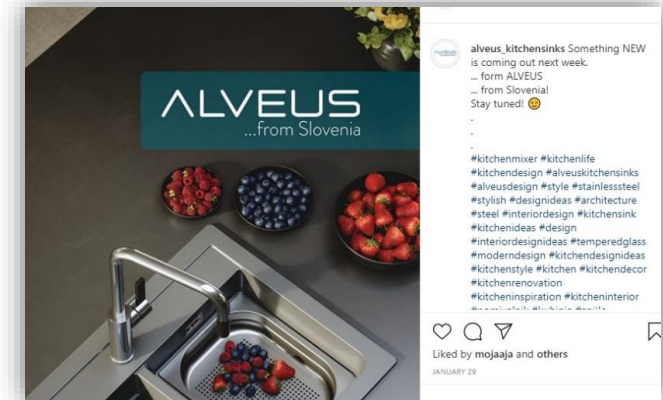 ALVEUS
...from Slovenia
alveus_kitchensinks Something NEW
is coming out next week.
... form ALVEUS
... from Slovenia!
Stay tuned! 😉
.
.
.
#kitchenmixer #kitchenlife
#kitchendesign #alveuskitchensinks
#alveusdesign #style #stainlesssteel
#stylish #designideas #architecture
#steel #interiordesign #kitchensink
#kitchenideas #design
#interiordesignideas #temperedglass
#moderndesign #kitchendesignideas
#kitchenstyle #kitchen #kitchendecor
#kitchenrenovation
#kitcheninspiration #kitcheninterior
Liked by mojaaja and others
JANUARY 29